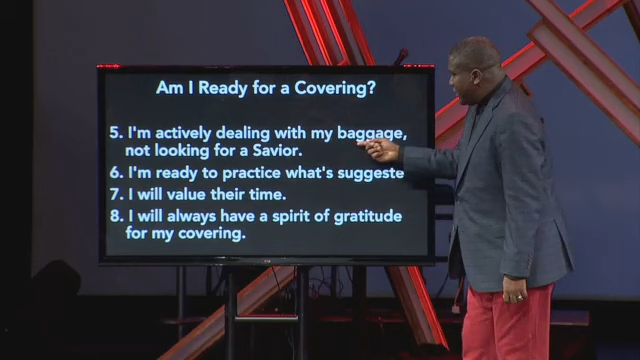 Am I Ready for a Covering?
5. I'm actively dealing with my baggage,
not looking for a Savior.
6. I'm ready to practice what's suggeste
7. I will value their time.
8. I will always have a spirit of gratitude
for my covering.